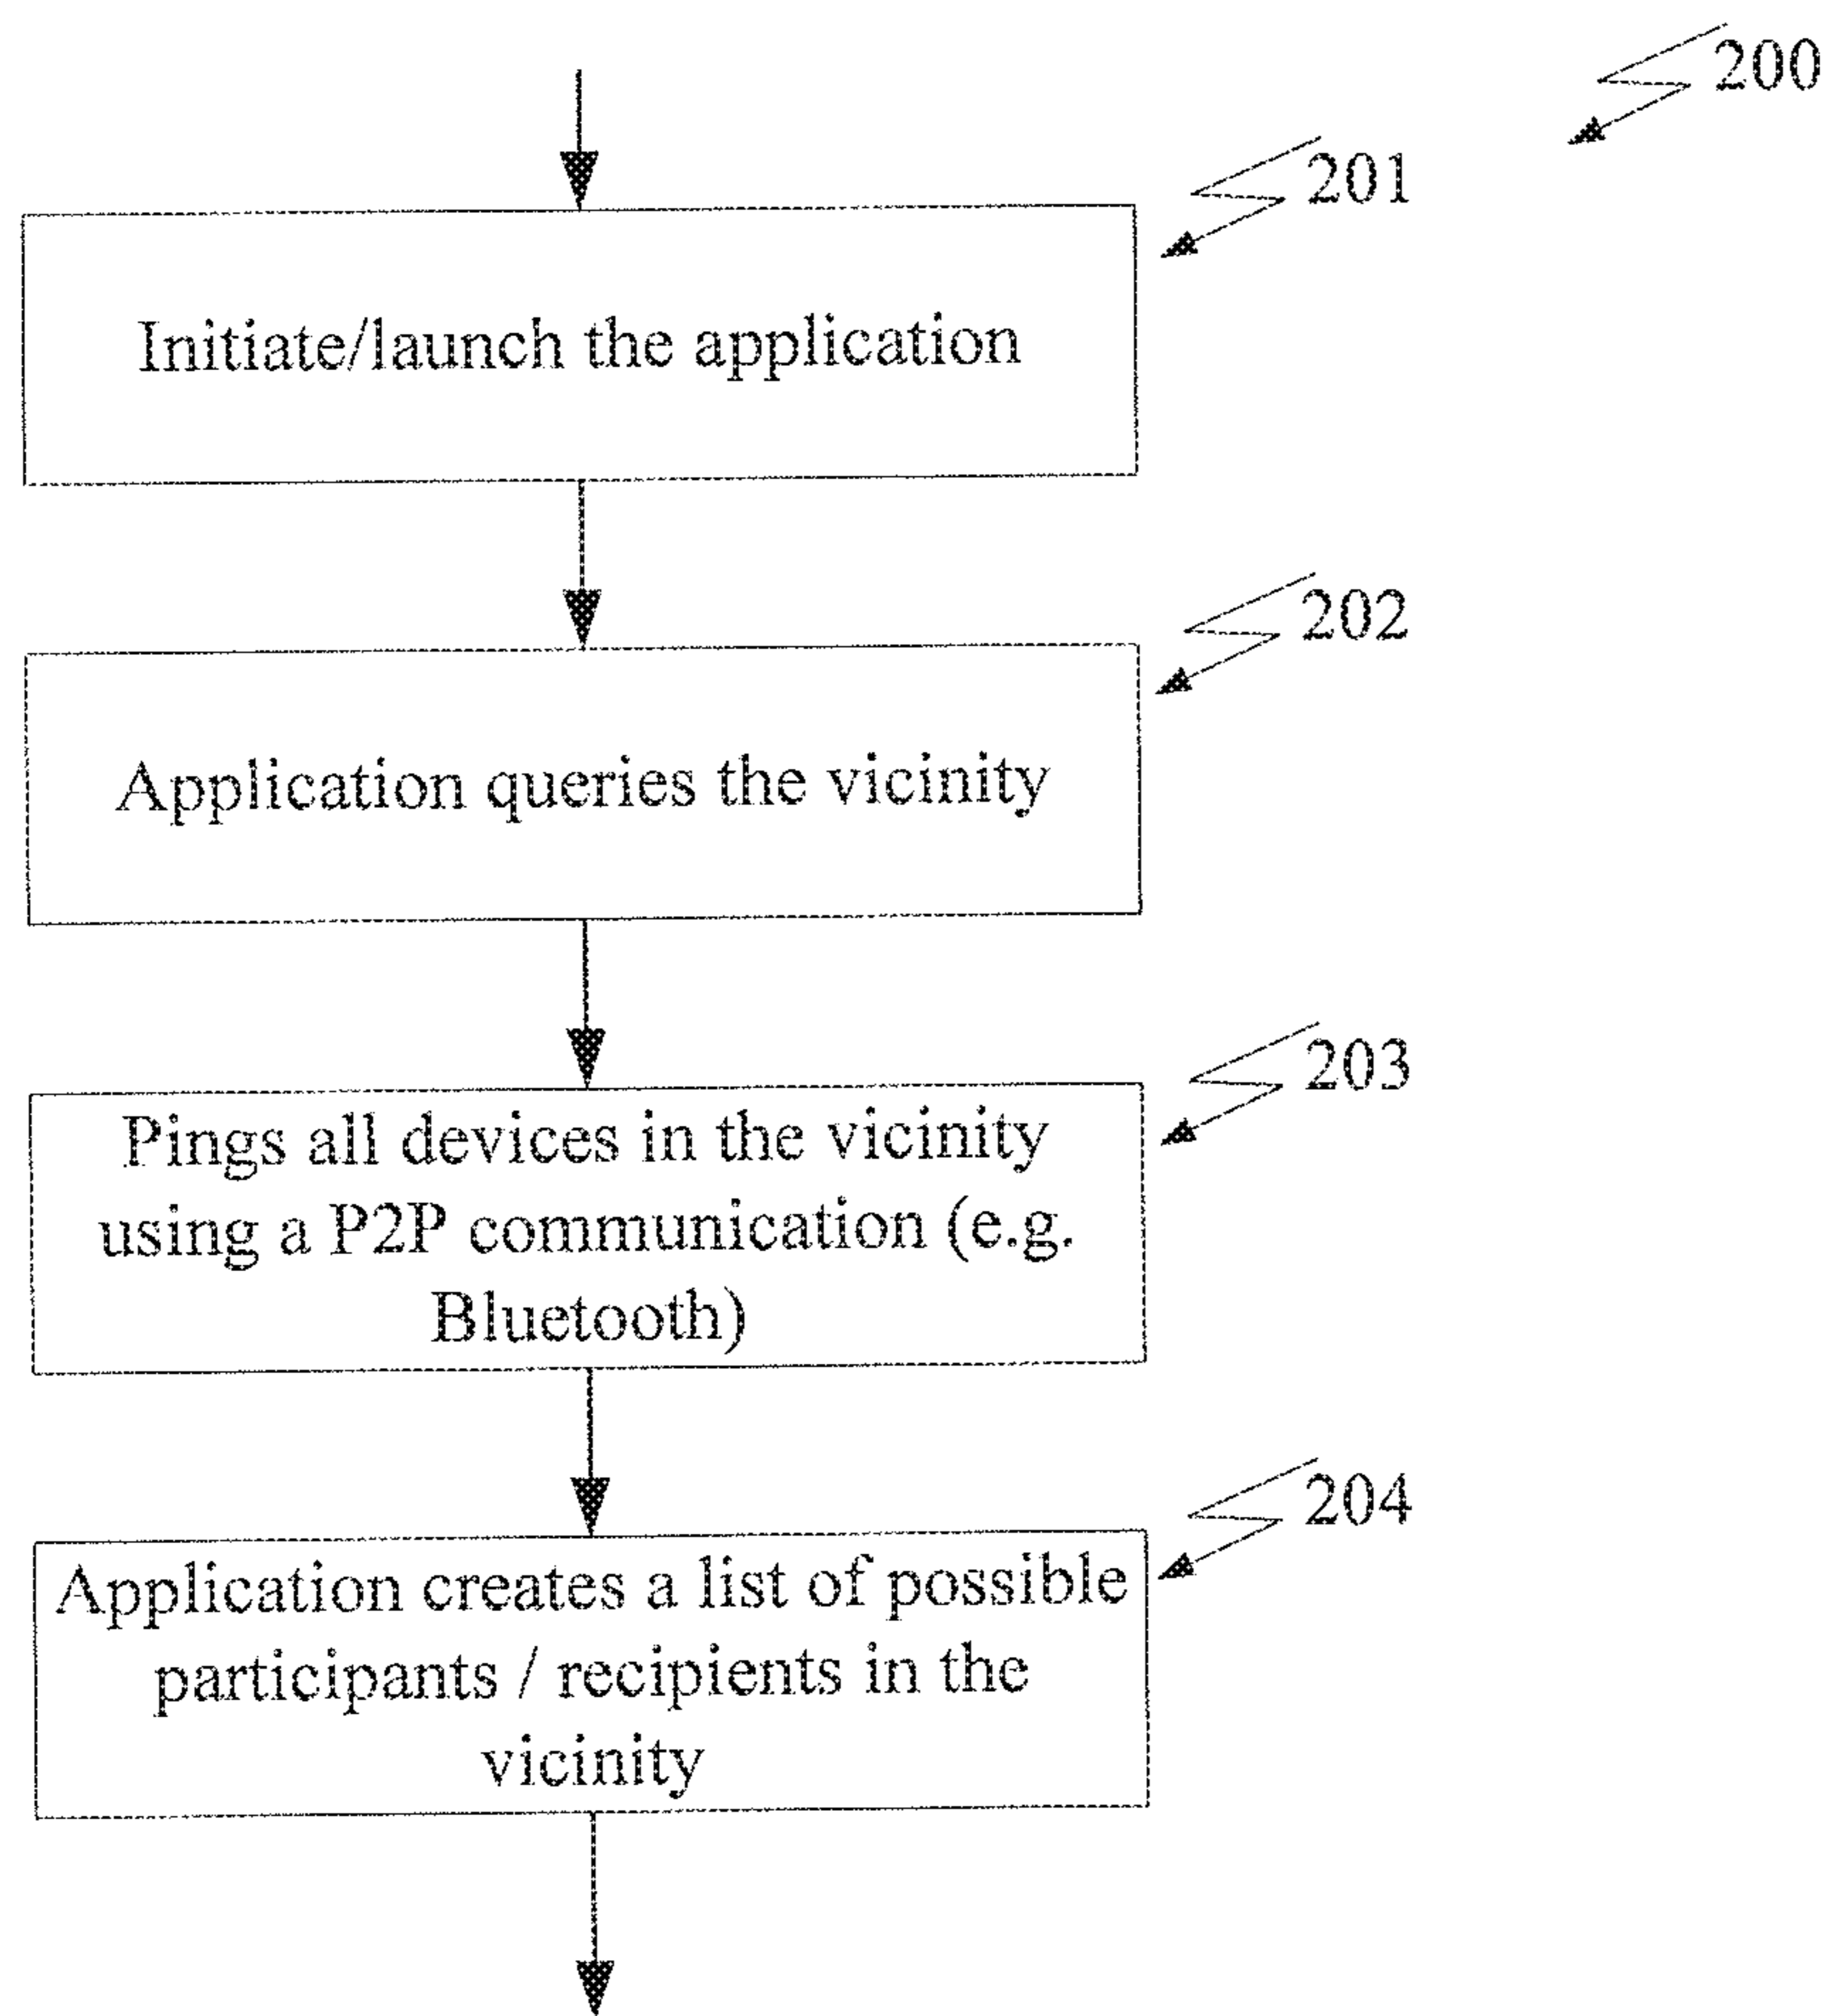 200
201
Initiate/launch the application
202
Application queries the vicinity
203
Pings all devices in the vicinity
using a P2P communication (e.g.
Bluetooth)
204
Application creates a list of possible
participants / recipients in the
vicinity